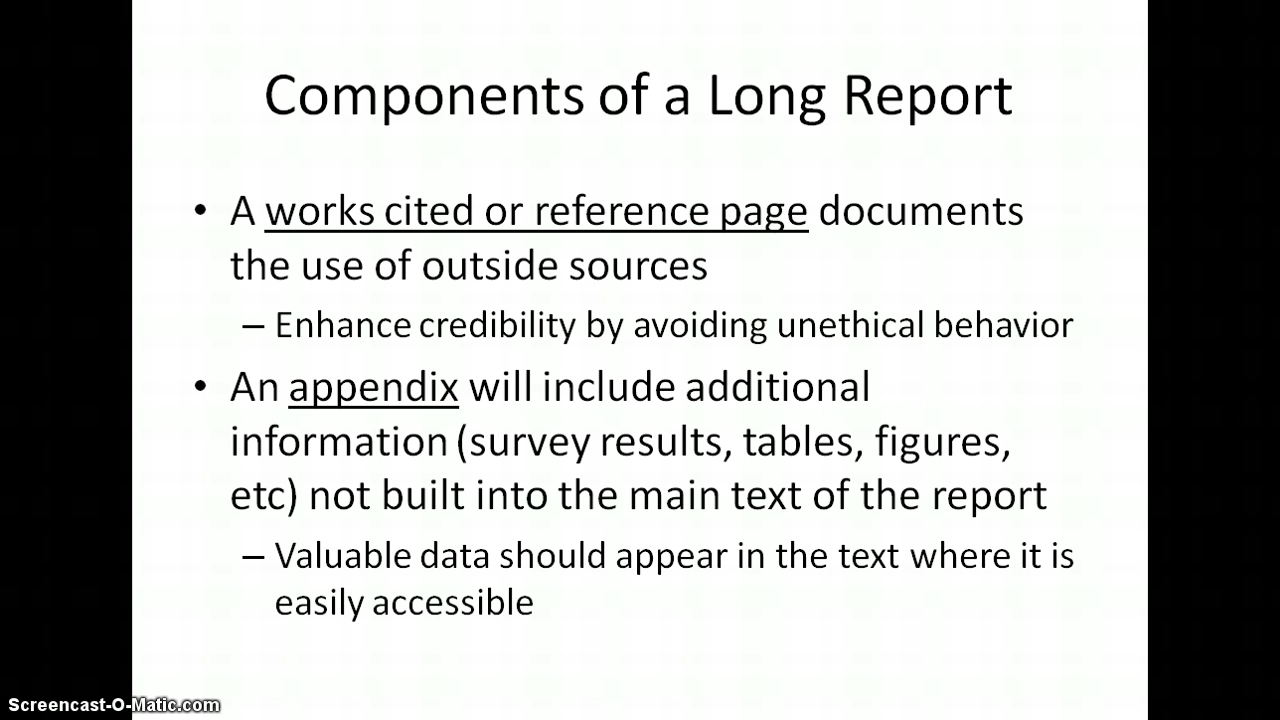 Components of a Long Report
• A works cited or reference page documents
the use of outside sources
– Enhance credibility by avoiding unethical behavior
• An appendix will include additional
information (survey results, tables, figures,
etc) not built into the main text of the report
– Valuable data should appear in the text where it is
easily accessible
Screencast-O-Matic.com